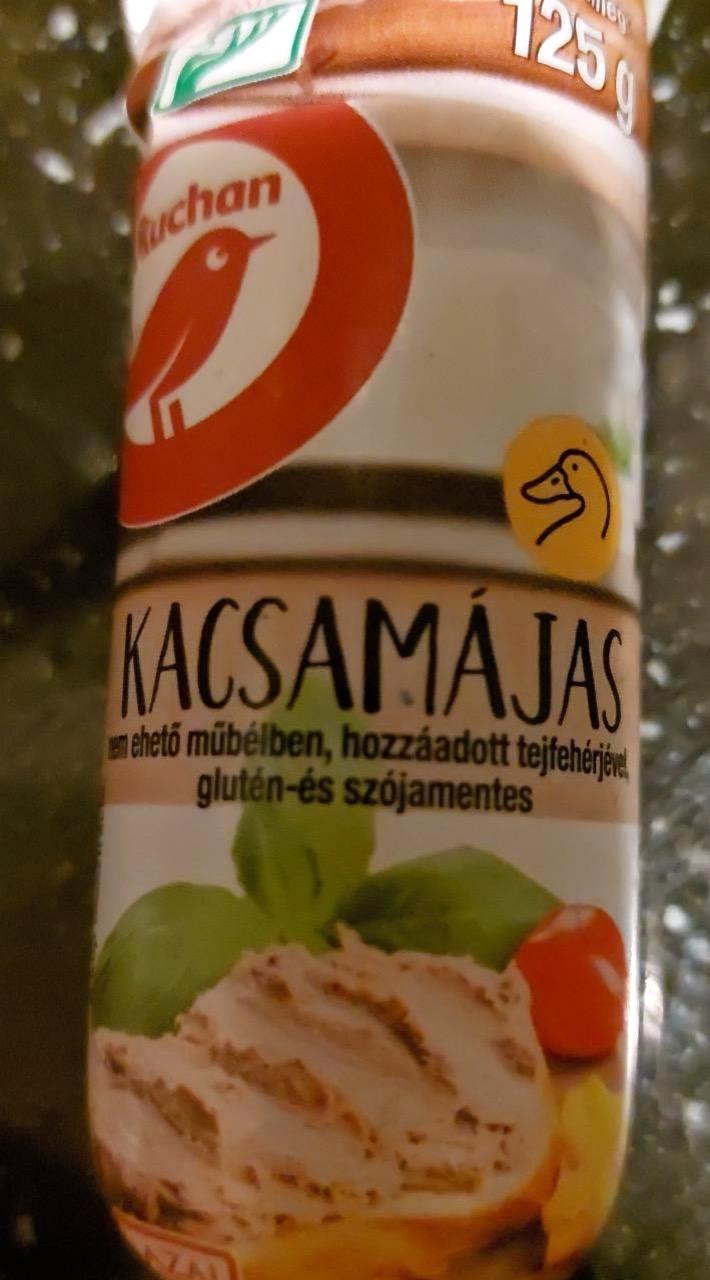 125 g
Auchan
KACSAMÁJAS
nem ehető műbélben, hozzáadott tejfehérjével,
glutén-és szójamentes